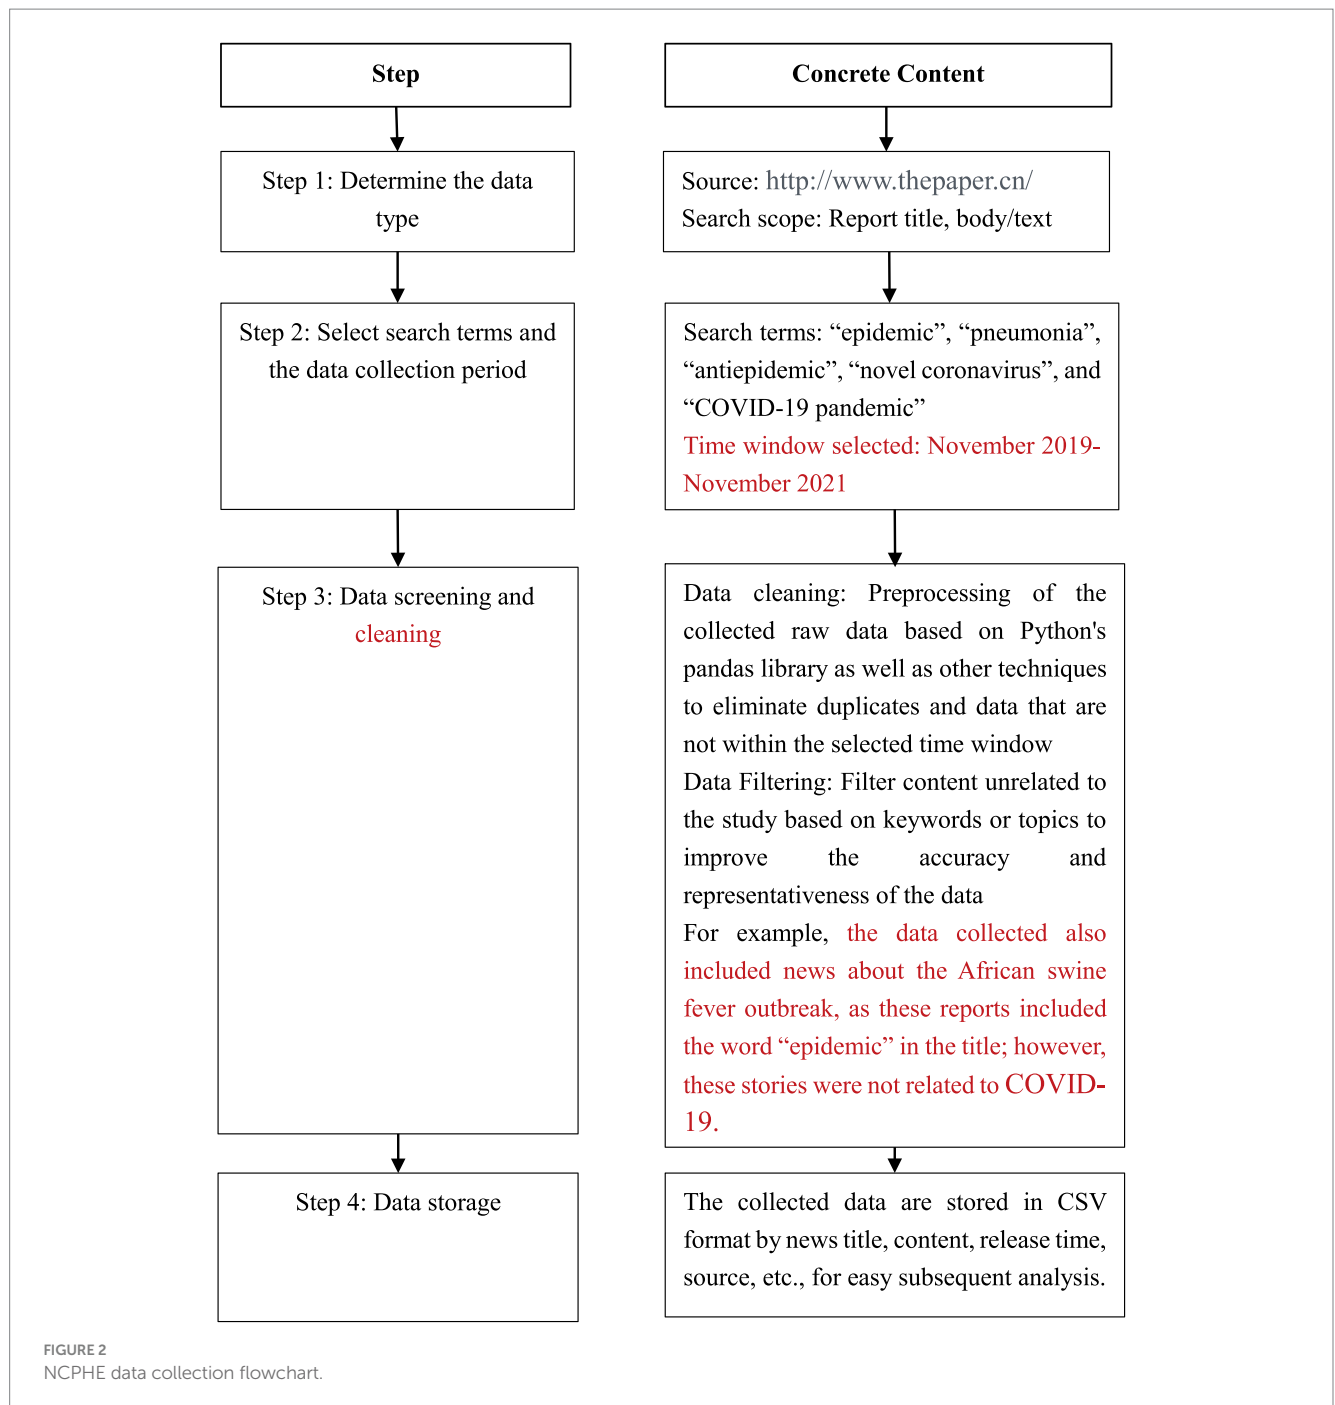 Step
Concrete Content
Step 1: Determine the data
type
Source: http://www.thepaper.cn/
Search scope: Report title, body/text
Step 2: Select search terms and
the data collection period
Search terms: “epidemic”, “pneumonia”,
“antiepidemic”, “novel coronavirus”, and
“COVID-19 pandemic”
Time window selected: November 2019-
November 2021
Step 3: Data screening and
cleaning
Data cleaning: Preprocessing of the
collected raw data based on Python's
pandas library as well as other techniques
to eliminate duplicates and data that are
not within the selected time window
Data Filtering: Filter content unrelated to
the study based on keywords or topics to
improve the accuracy and
representativeness of the data
For example, the data collected also
included news about the African swine
fever outbreak, as these reports included
the word “epidemic” in the title; however,
these stories were not related to COVID-
19.
Step 4: Data storage
The collected data are stored in CSV
format by news title, content, release time,
source, etc., for easy subsequent analysis.
FIGURE 2
NCPHE data collection flowchart.